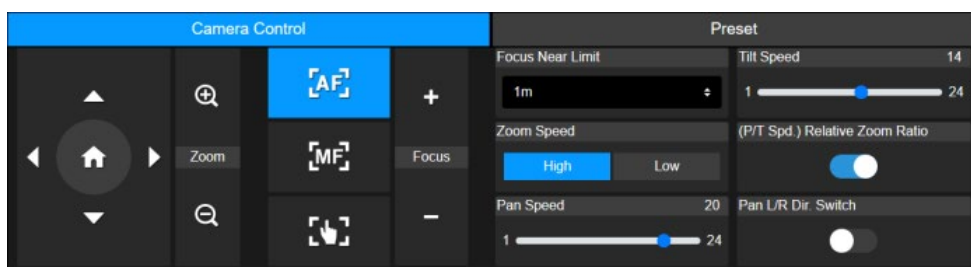 Camera Control
Preset
AF
MF
Zoom
Focus
Focus Near Limit
1m
Tilt Speed 14
1 24
Zoom Speed
High Low
(P/T Spd.) Relative Zoom Ratio
Pan Speed 20
1 24
Pan L/R Dir. Switch